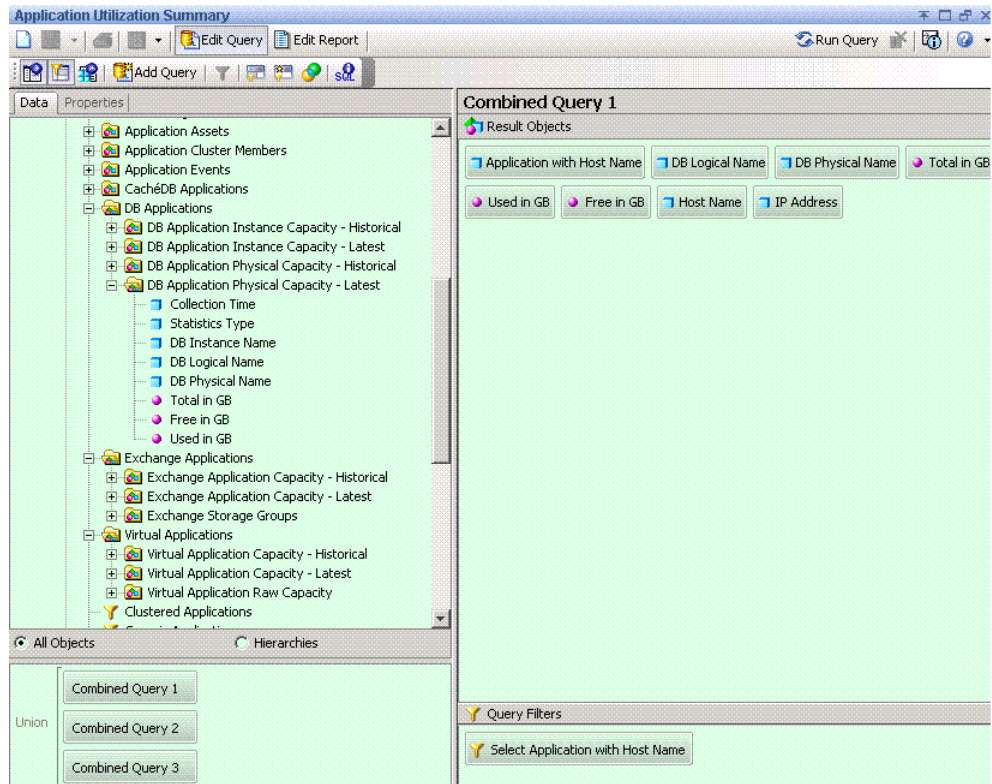 Application Utilization Summary
Edit Query
Edit Report
Run Query
Add Query
SQL
Data
Properties
Application Assets
Application Cluster Members
Application Events
CachéDB Applications
DB Applications
DB Application Instance Capacity - Historical
DB Application Instance Capacity - Latest
DB Application Physical Capacity - Historical
DB Application Physical Capacity - Latest
Collection Time
Statistics Type
DB Instance Name
DB Logical Name
DB Physical Name
Total in GB
Free in GB
Used in GB
Exchange Applications
Exchange Application Capacity - Historical
Exchange Application Capacity - Latest
Exchange Storage Groups
Virtual Applications
Virtual Application Capacity - Historical
Virtual Application Capacity - Latest
Virtual Application Raw Capacity
Clustered Applications
All Objects
Hierarchies
Union
Combined Query 1
Combined Query 2
Combined Query 3
Combined Query 1
Result Objects
Application with Host Name
DB Logical Name
DB Physical Name
Total in GB
Used in GB
Free in GB
Host Name
IP Address
Query Filters
Select Application with Host Name